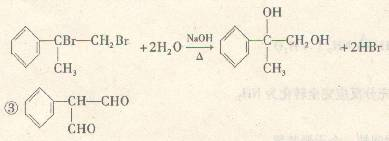 OH
CBr—CH₂Br +2H₂O NaOH/Δ→ C—CH₂OH +2HBr
CH₃ CH₃
③ CH—CHO
CHO